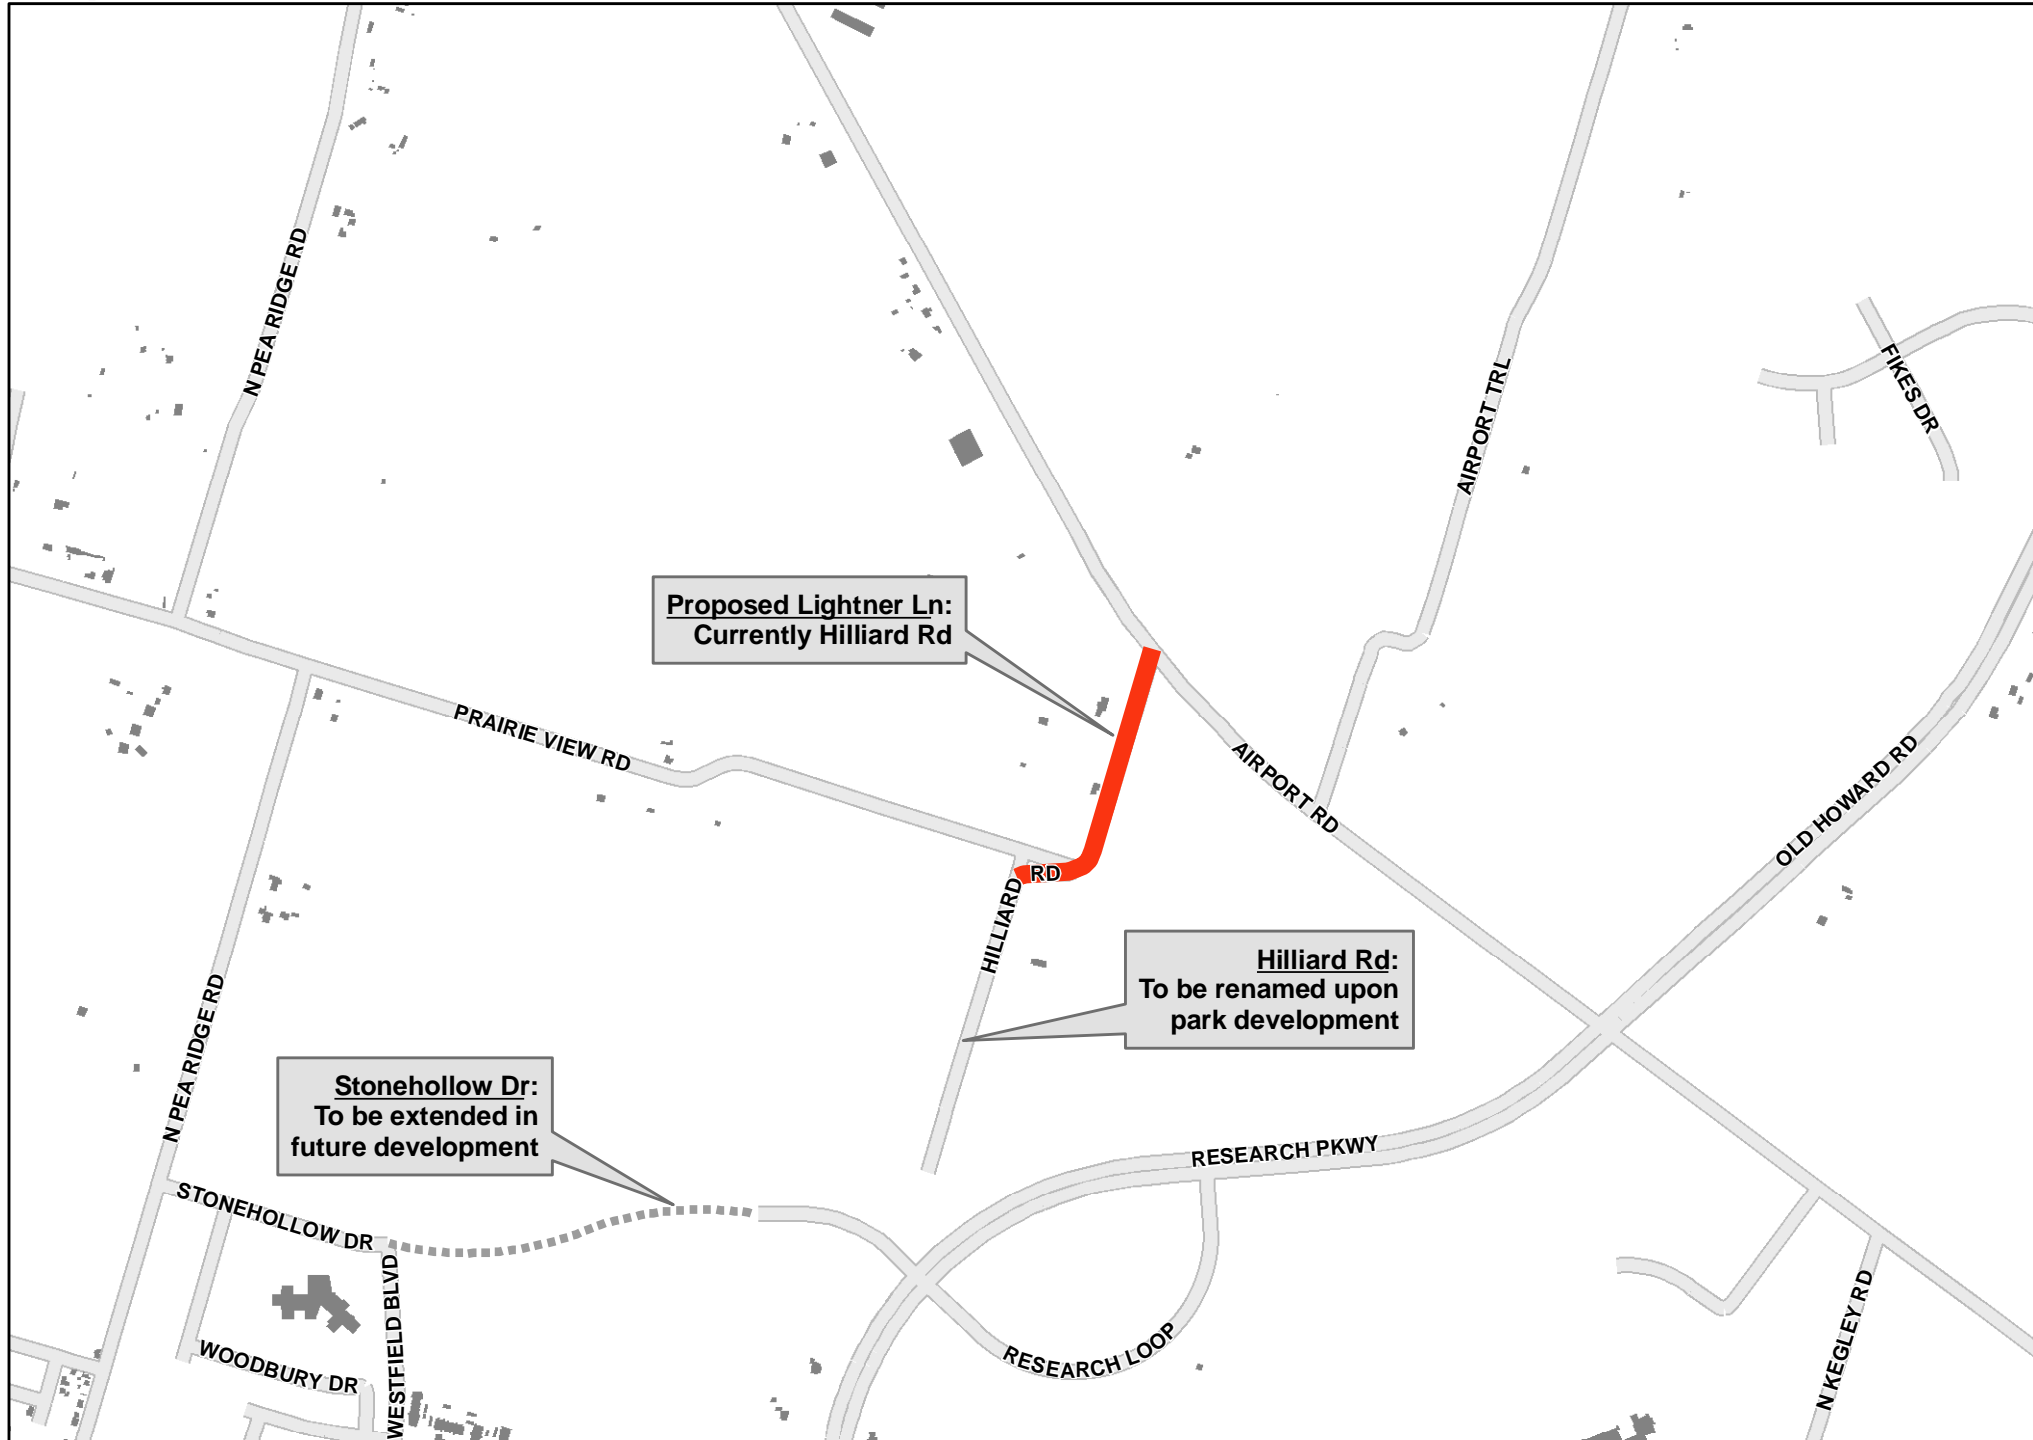 N PEA RIDGE RD
FIKES DR
AIRPORT TRL
Proposed Lightner Ln:
Currently Hilliard Rd
PRAIRIE VIEW RD
AIRPORT RD
OLD HOWARD RD
HILLIARD RD
Hilliard Rd:
To be renamed upon
park development
N PEA RIDGE RD
Stonehollow Dr:
To be extended in
future development
RESEARCH PKWY
STONEHOLLOW DR
WESTFIELD BLVD
WOODBURY DR
RESEARCH LOOP
N KEGLEY RD